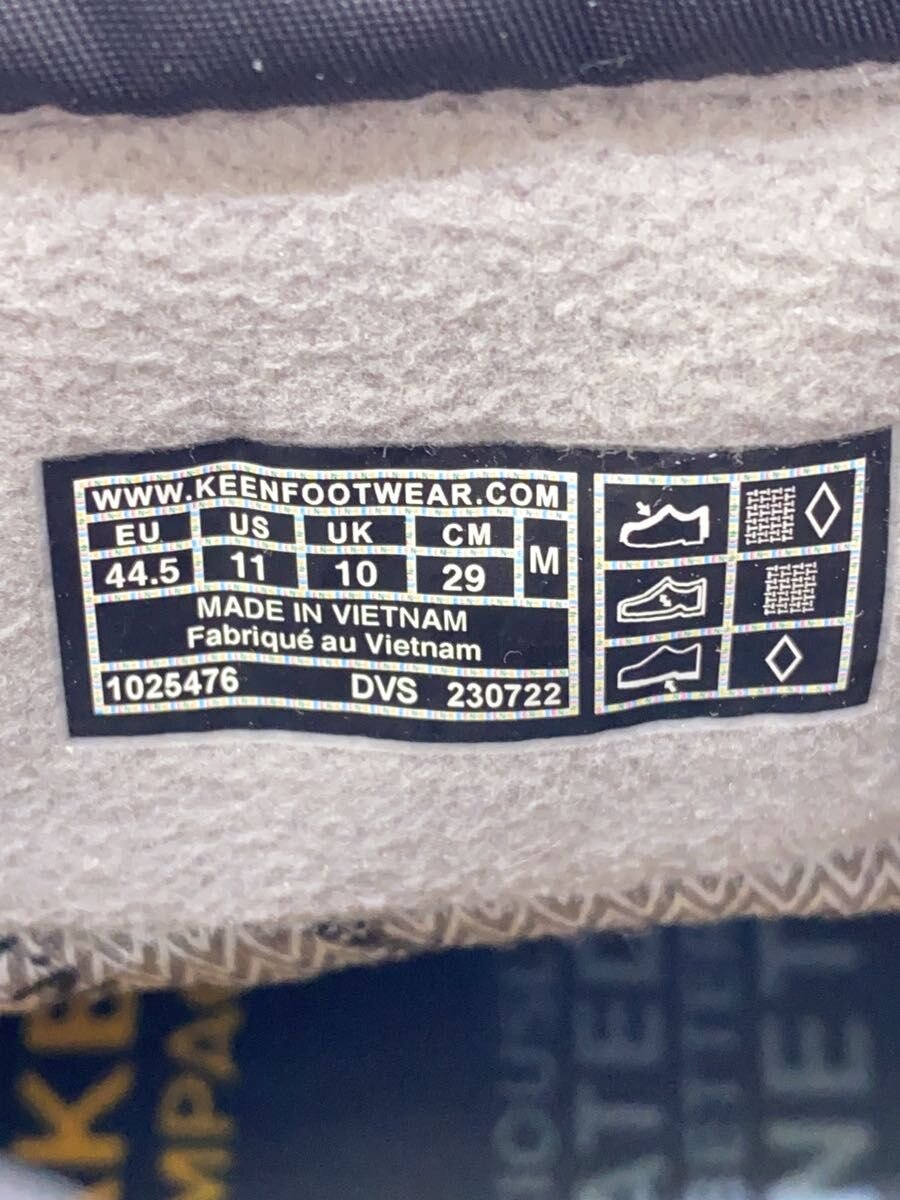 WWW.KEENFOOTWEAR.COM
EU US UK CM M
44.5 11 10 29
MADE IN VIETNAM
Fabriqué au Vietnam
1025476 DVS 230722